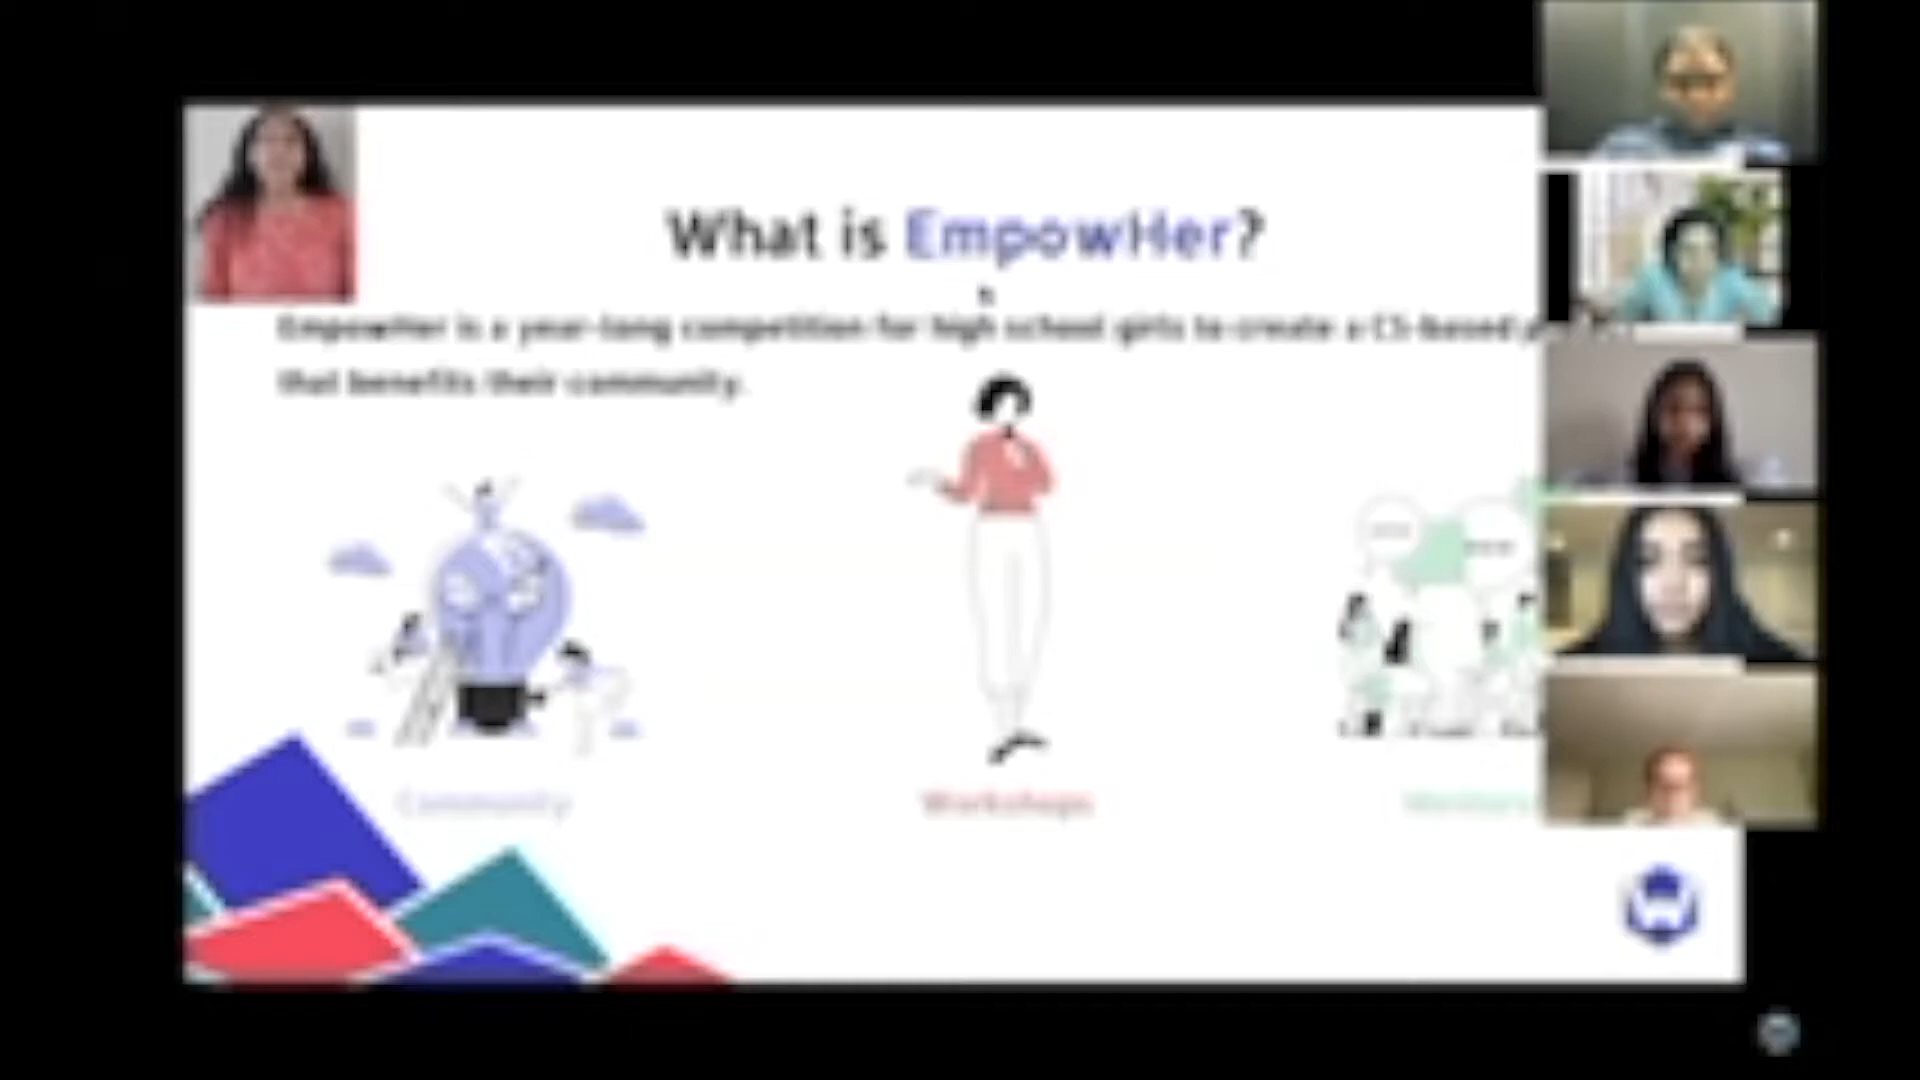 What is EmpowHer?
EmpowHer is a year-long competition for high school girls to create a CS-based
that benefits their community.
Community
Workshops